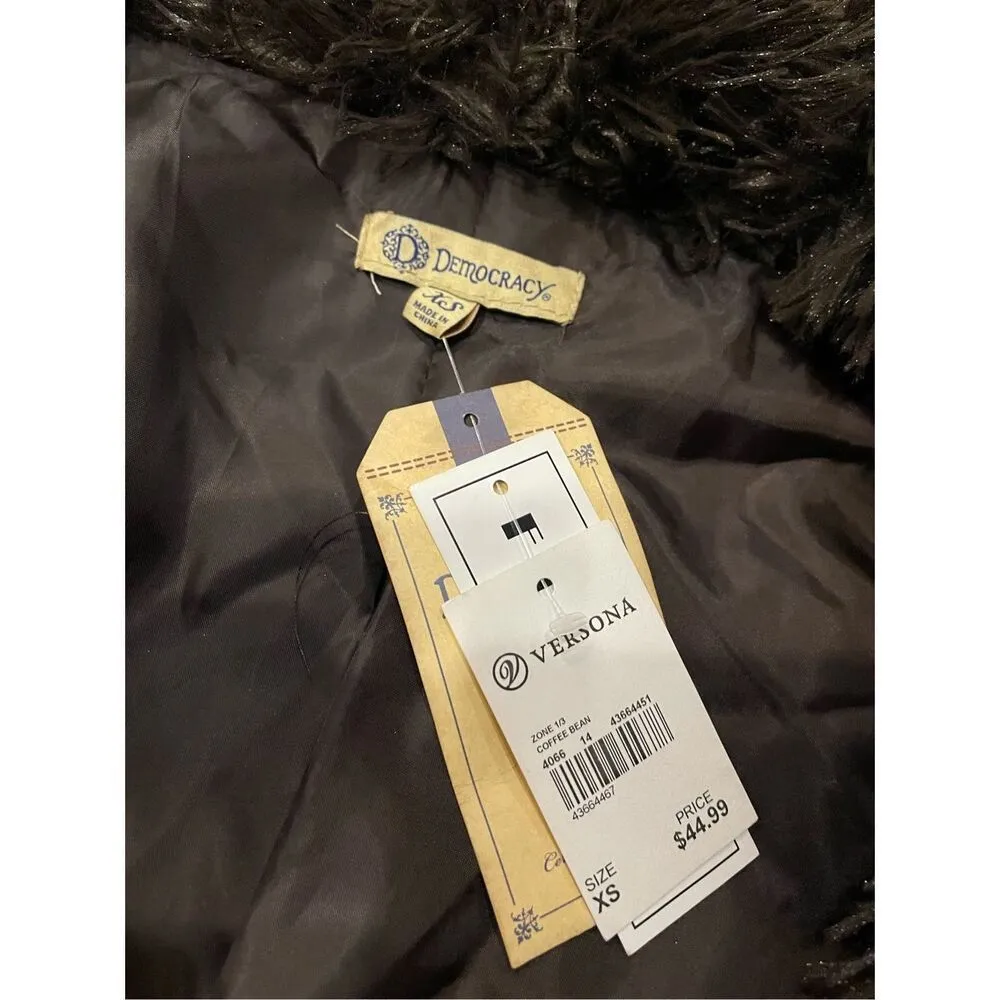 D DEMOCRACY®
MADE IN
CHINA
VERSONA
ZONE 1/3
COFFEE BEAN
4066 14 43664451
43664467
PRICE
$44.99
SIZE
XS